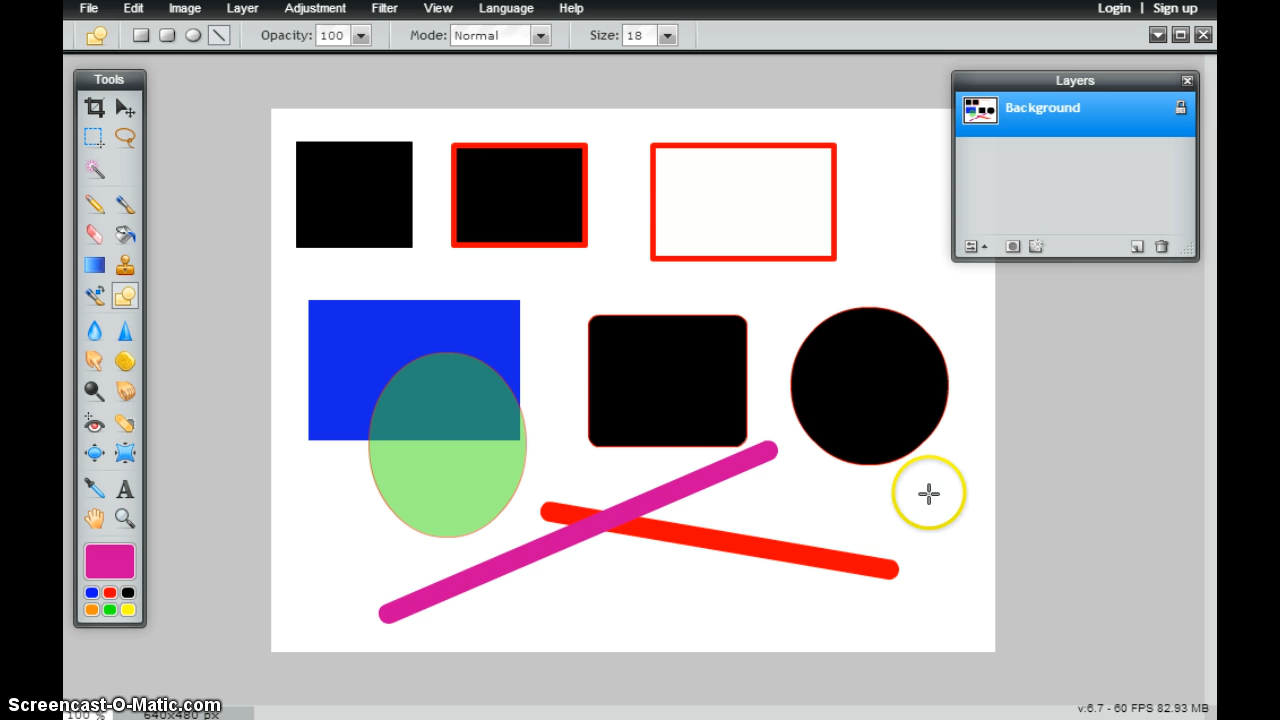 File Edit Image Layer Adjustment Filter View Language Help Login | Sign up
Opacity: 100 Mode: Normal Size: 18
Tools
Layers
Background
A
Screencast-O-Matic.com
100 % 640x480 px
v:6.7 - 60 FPS 82.93 MB